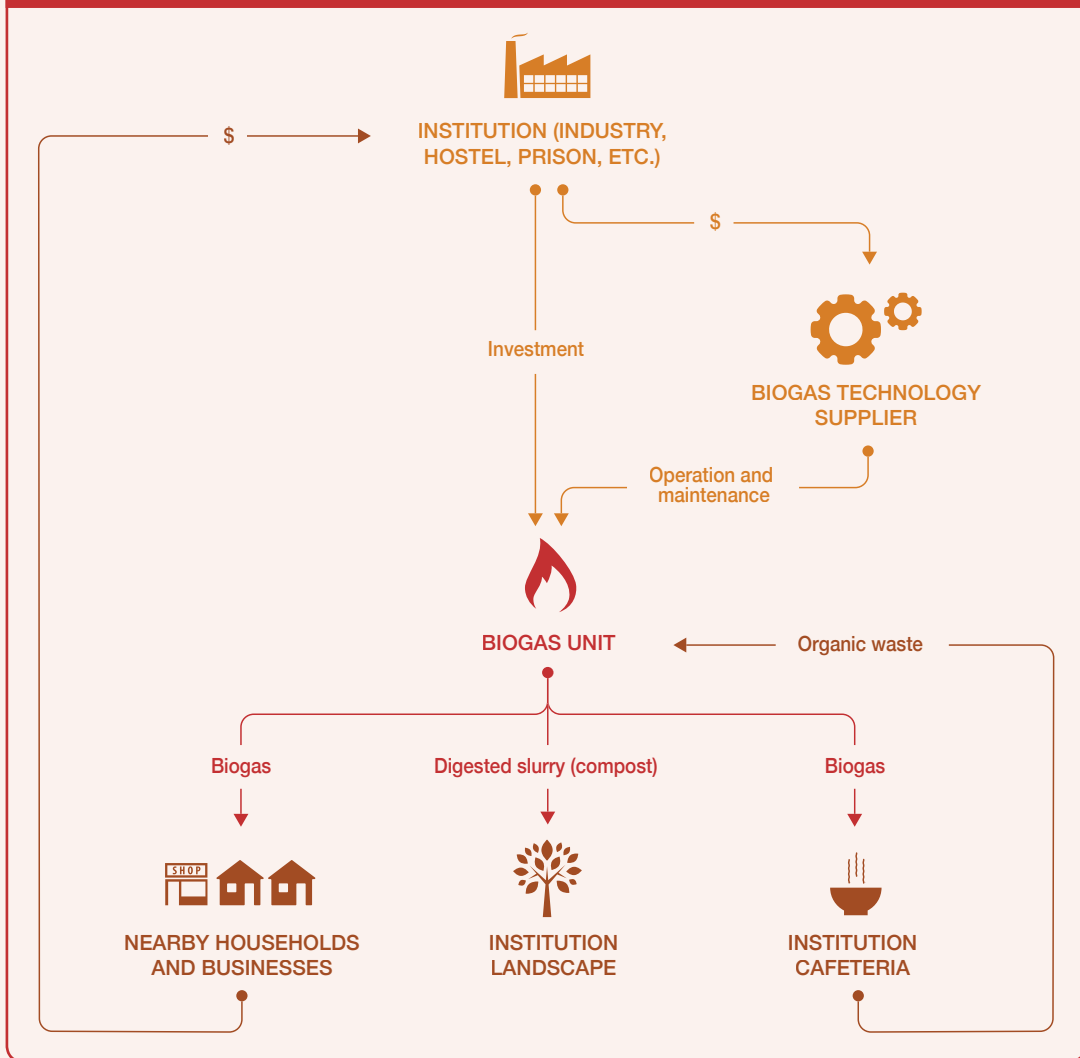 $
INSTITUTION (INDUSTRY,
HOSTEL, PRISON, ETC.)
$
Investment
BIOGAS TECHNOLOGY
SUPPLIER
Operation and
maintenance
BIOGAS UNIT
Organic waste
Biogas
Digested slurry (compost)
Biogas
SHOP
NEARBY HOUSEHOLDS
AND BUSINESSES
INSTITUTION
LANDSCAPE
INSTITUTION
CAFETERIA